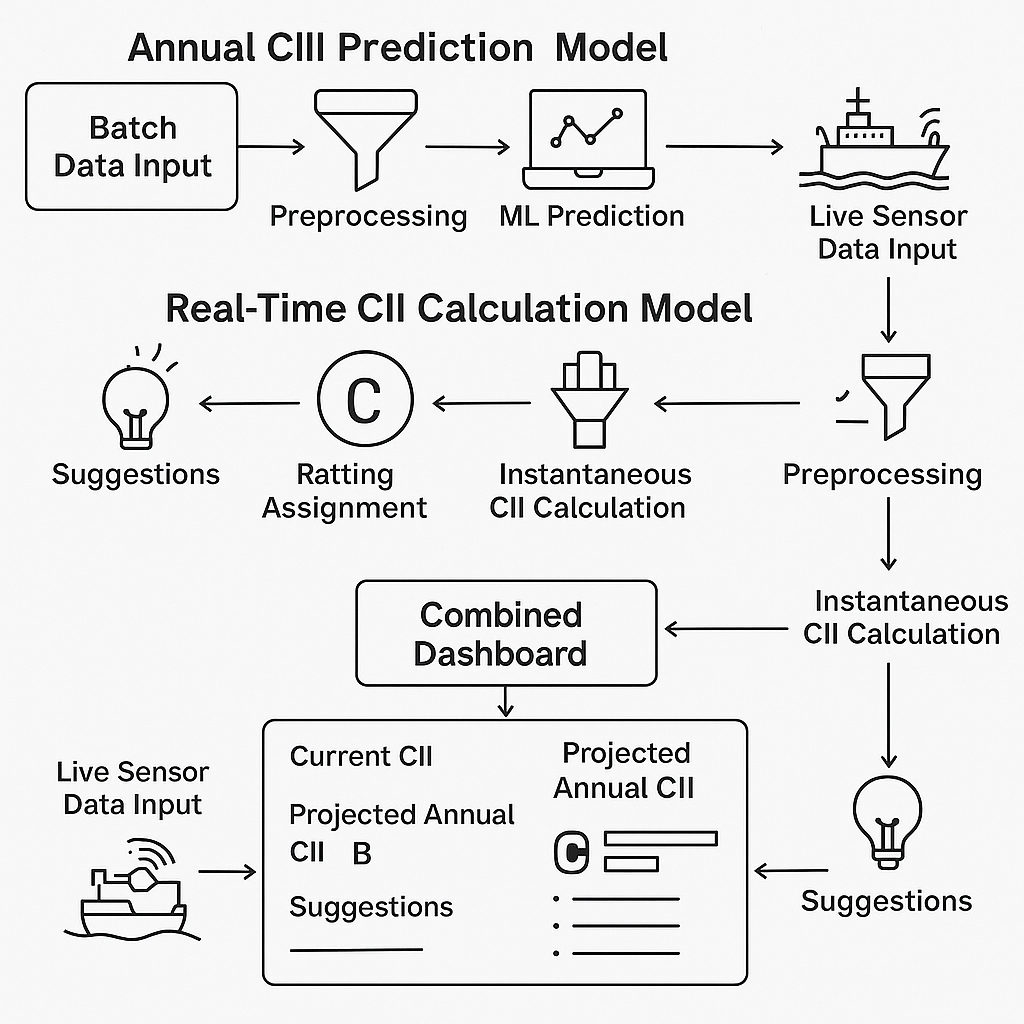 Annual CIII Prediction Model
Batch
Data Input
Preprocessing
ML Prediction
Live Sensor
Data Input
Real-Time CII Calculation Model
Suggestions
C
Ratting
Assignment
Instantaneous
CII Calculation
Preprocessing
Combined
Dashboard
Instantaneous
CII Calculation
Live Sensor
Data Input
Current CII
Projected Annual
CII B
Suggestions
Projected
Annual CII
C
Suggestions